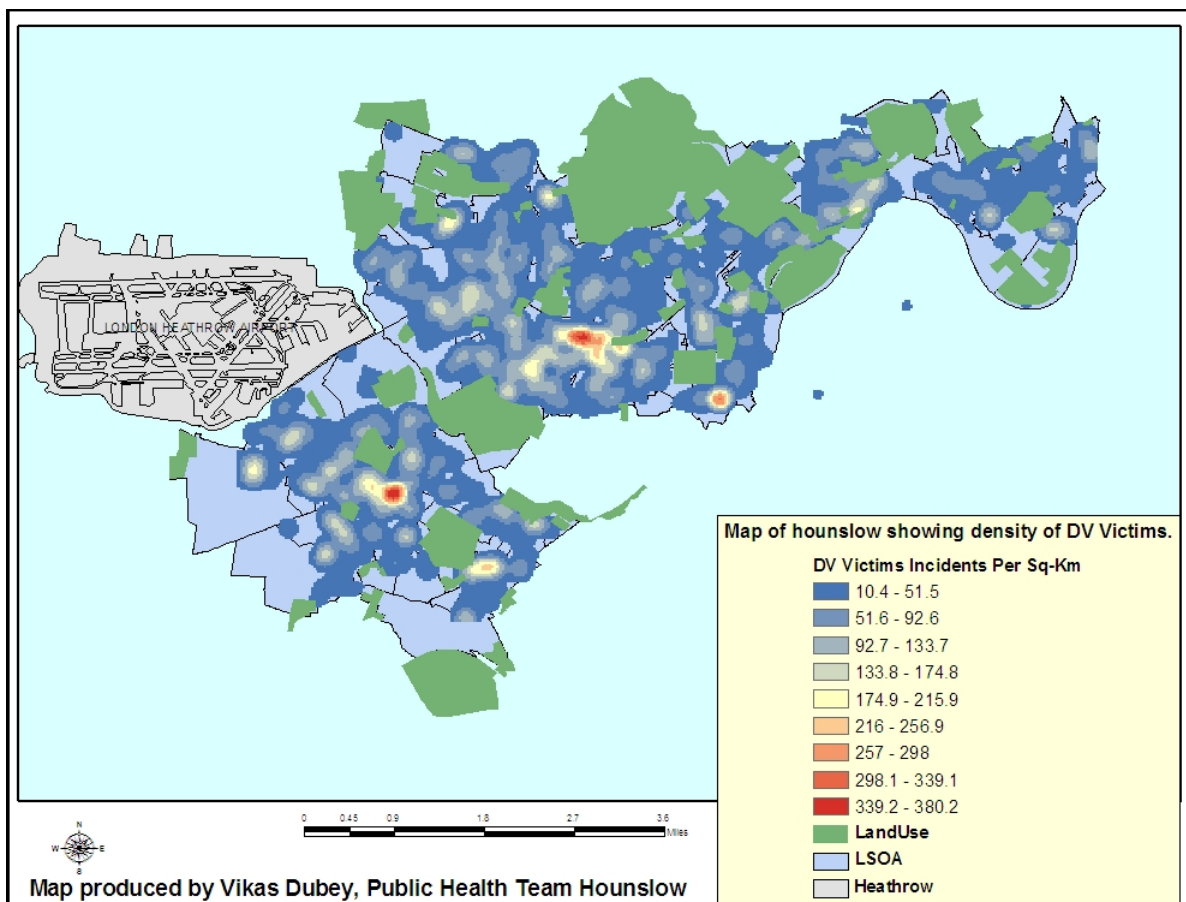 LONDON HEATHROW AIRPORT
Map of hounslow showing density of DV Victims.
DV Victims Incidents Per Sq-Km
10.4 - 51.5
51.6 - 92.6
92.7 - 133.7
133.8 - 174.8
174.9 - 215.9
216 - 256.9
257 - 298
298.1 - 339.1
339.2 - 380.2
LandUse
LSOA
Heathrow
N
W E
S
0 0.45 0.9 1.8 2.7 3.6
Miles
Map produced by Vikas Dubey, Public Health Team Hounslow